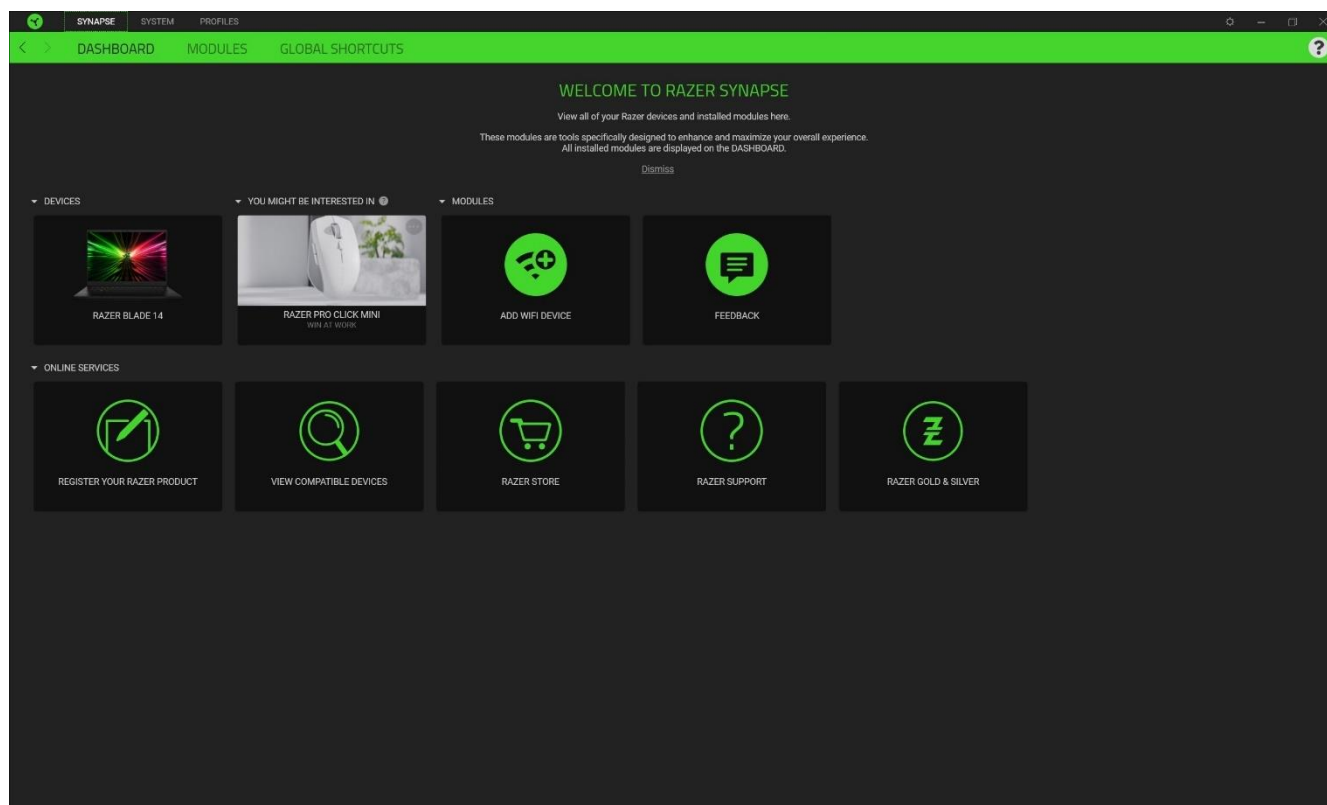 SYNAPSE SYSTEM PROFILES
DASHBOARD MODULES GLOBAL SHORTCUTS
?
WELCOME TO RAZER SYNAPSE
View all of your Razer devices and installed modules here.
These modules are tools specifically designed to enhance and maximize your overall experience.
All installed modules are displayed on the DASHBOARD.
Dismiss
DEVICES
YOU MIGHT BE INTERESTED IN ?
MODULES
RAZER BLADE 14
RAZER PRO CLICK MINI
WIN AT WORK
ADD WIFI DEVICE
FEEDBACK
ONLINE SERVICES
REGISTER YOUR RAZER PRODUCT
VIEW COMPATIBLE DEVICES
RAZER STORE
?
RAZER SUPPORT
RAZER GOLD & SILVER